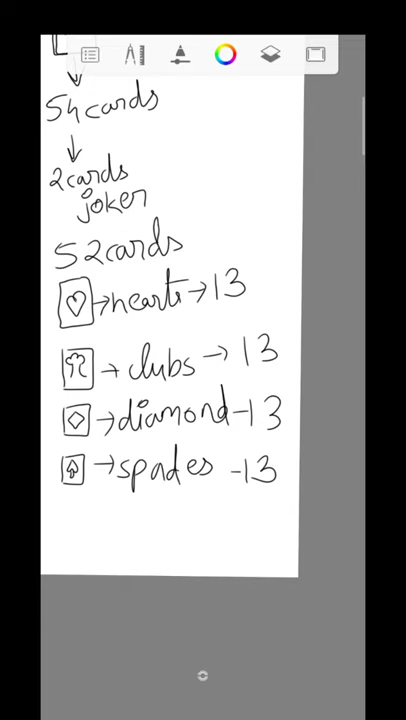 54cards
2cards
joker
52cards
→hearts→13
→clubs→13
→diamond-13
→spades-13